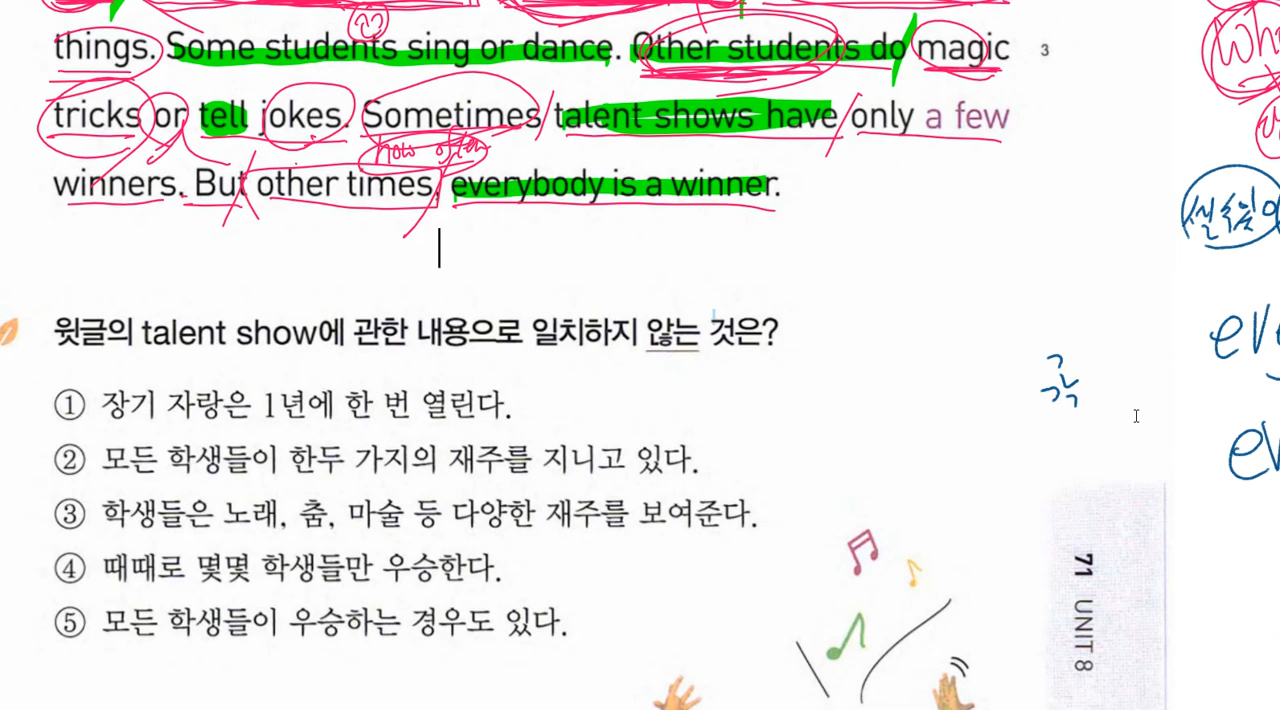 things. Some students sing or dance. Other students do magic 3
tricks or tell jokes. Sometimes talent shows have only a few
how often
winners. But other times, everybody is a winner.
윗글의 talent show에 관한 내용으로 일치하지 않는 것은?
① 장기 자랑은 1년에 한 번 열린다.
② 모든 학생들이 한두 가지의 재주를 지니고 있다.
③ 학생들은 노래, 춤, 마술 등 다양한 재주를 보여준다.
④ 때때로 몇몇 학생들만 우승한다.
⑤ 모든 학생들이 우승하는 경우도 있다.
71 UNIT 8